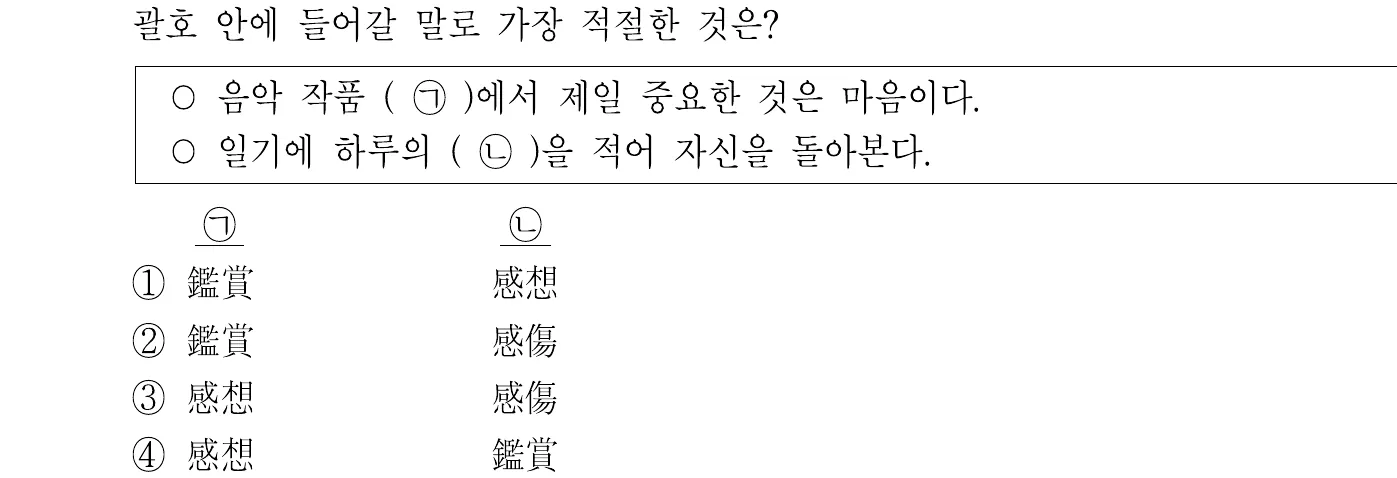 괄호 안에 들어갈 말로 가장 적절한 것은?
○ 음악 작품 ( ㉠ )에서 제일 중요한 것은 마음이다.
○ 일기에 하루의 ( ㉡ )을 적어 자신을 돌아본다.
㉠ ㉡
① 鑑賞 感想
② 鑑賞 感傷
③ 感想 感傷
④ 感想 鑑賞